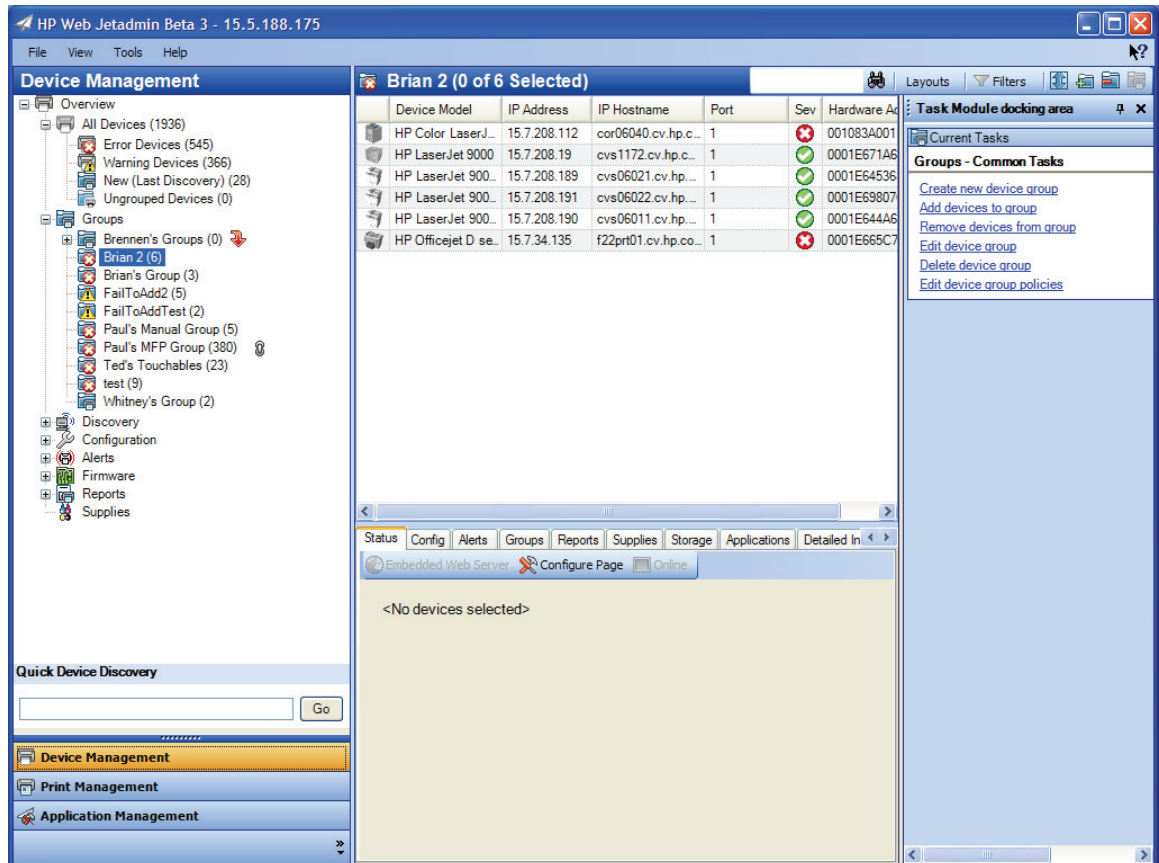 HP Web Jetadmin Beta 3 - 15.5.188.175
File View Tools Help
Device Management
Overview
All Devices (1936)
Error Devices (545)
Warning Devices (366)
New (Last Discovery) (28)
Ungrouped Devices (0)
Groups
Brennen's Groups (0)
Brian 2 (6)
Brian's Group (3)
FailToAdd2 (5)
FailToAddTest (2)
Paul's Manual Group (5)
Paul's MFP Group (380)
Ted's Touchables (23)
test (9)
Whitney's Group (2)
Discovery
Configuration
Alerts
Firmware
Reports
Supplies
Quick Device Discovery
Go
Device Management
Print Management
Application Management
Brian 2 (0 of 6 Selected)
Layouts Filters
Device Model IP Address IP Hostname Port Sev Hardware Ad
HP Color LaserJ... 15.7.208.112 cor06040.cv.hp.c... 1 001083A001
HP LaserJet 9000 15.7.208.19 cvs1172.cv.hp.c... 1 0001E671A6
HP LaserJet 900... 15.7.208.189 cvs06021.cv.hp.... 1 0001E64536
HP LaserJet 900... 15.7.208.191 cvs06022.cv.hp.... 1 0001E69807
HP LaserJet 900... 15.7.208.190 cvs06011.cv.hp.... 1 0001E644A6
HP Officejet D se... 15.7.34.135 f22prt01.cv.hp.co... 1 0001E665C7
Status Config Alerts Groups Reports Supplies Storage Applications Detailed In
Embedded Web Server Configure Page Online
<No devices selected>
Task Module docking area
Current Tasks
Groups - Common Tasks
Create new device group
Add devices to group
Remove devices from group
Edit device group
Delete device group
Edit device group policies